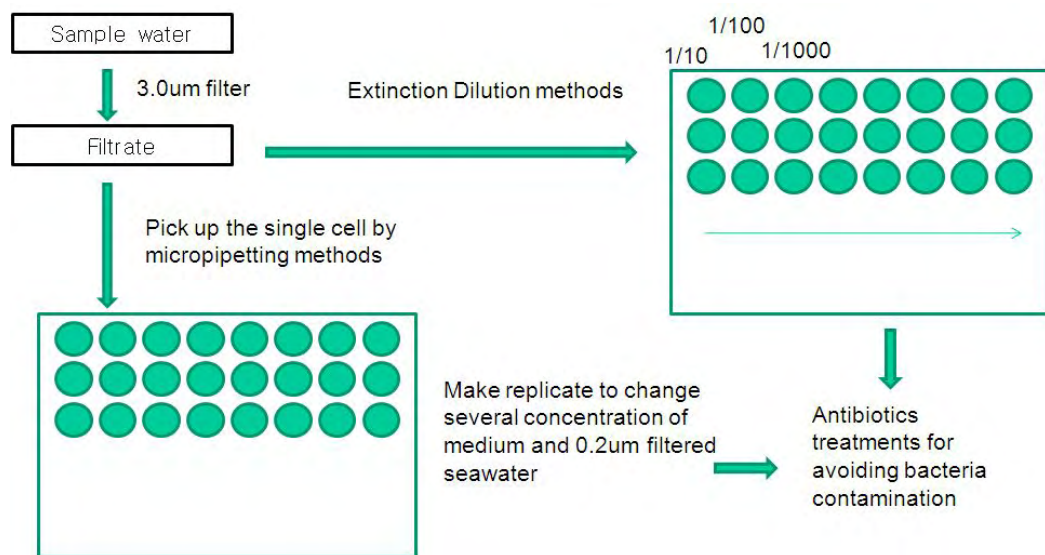 Sample water
3.0um filter
Filtrate
Extinction Dilution methods
1/10
1/100
1/1000
Pick up the single cell by
micropipetting methods
Make replicate to change
several concentration of
medium and 0.2um filtered
seawater
Antibiotics
treatments for
avoiding bacteria
contamination